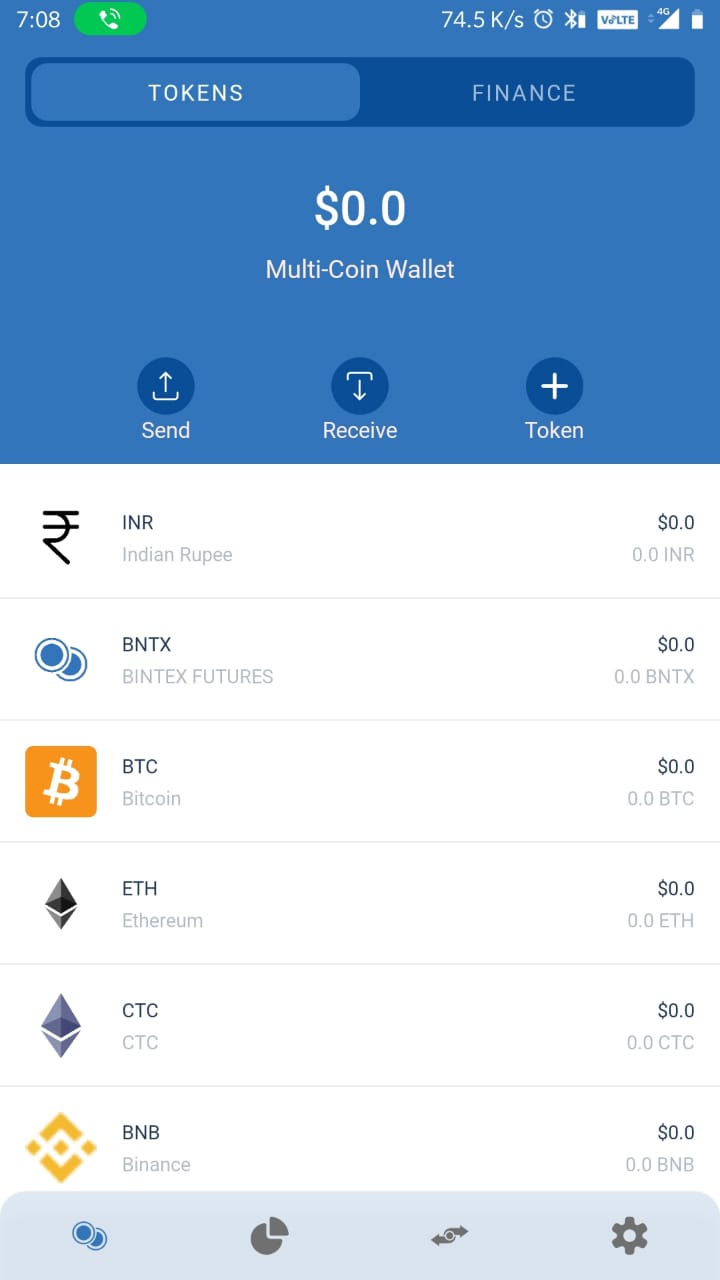 7:08 74.5 K/s VoLTE 4G
TOKENS FINANCE
$0.0
Multi-Coin Wallet
Send Receive Token
INR $0.0
Indian Rupee 0.0 INR
BNTX $0.0
BINTEX FUTURES 0.0 BNTX
BTC $0.0
Bitcoin 0.0 BTC
ETH $0.0
Ethereum 0.0 ETH
CTC $0.0
CTC 0.0 CTC
BNB $0.0
Binance 0.0 BNB